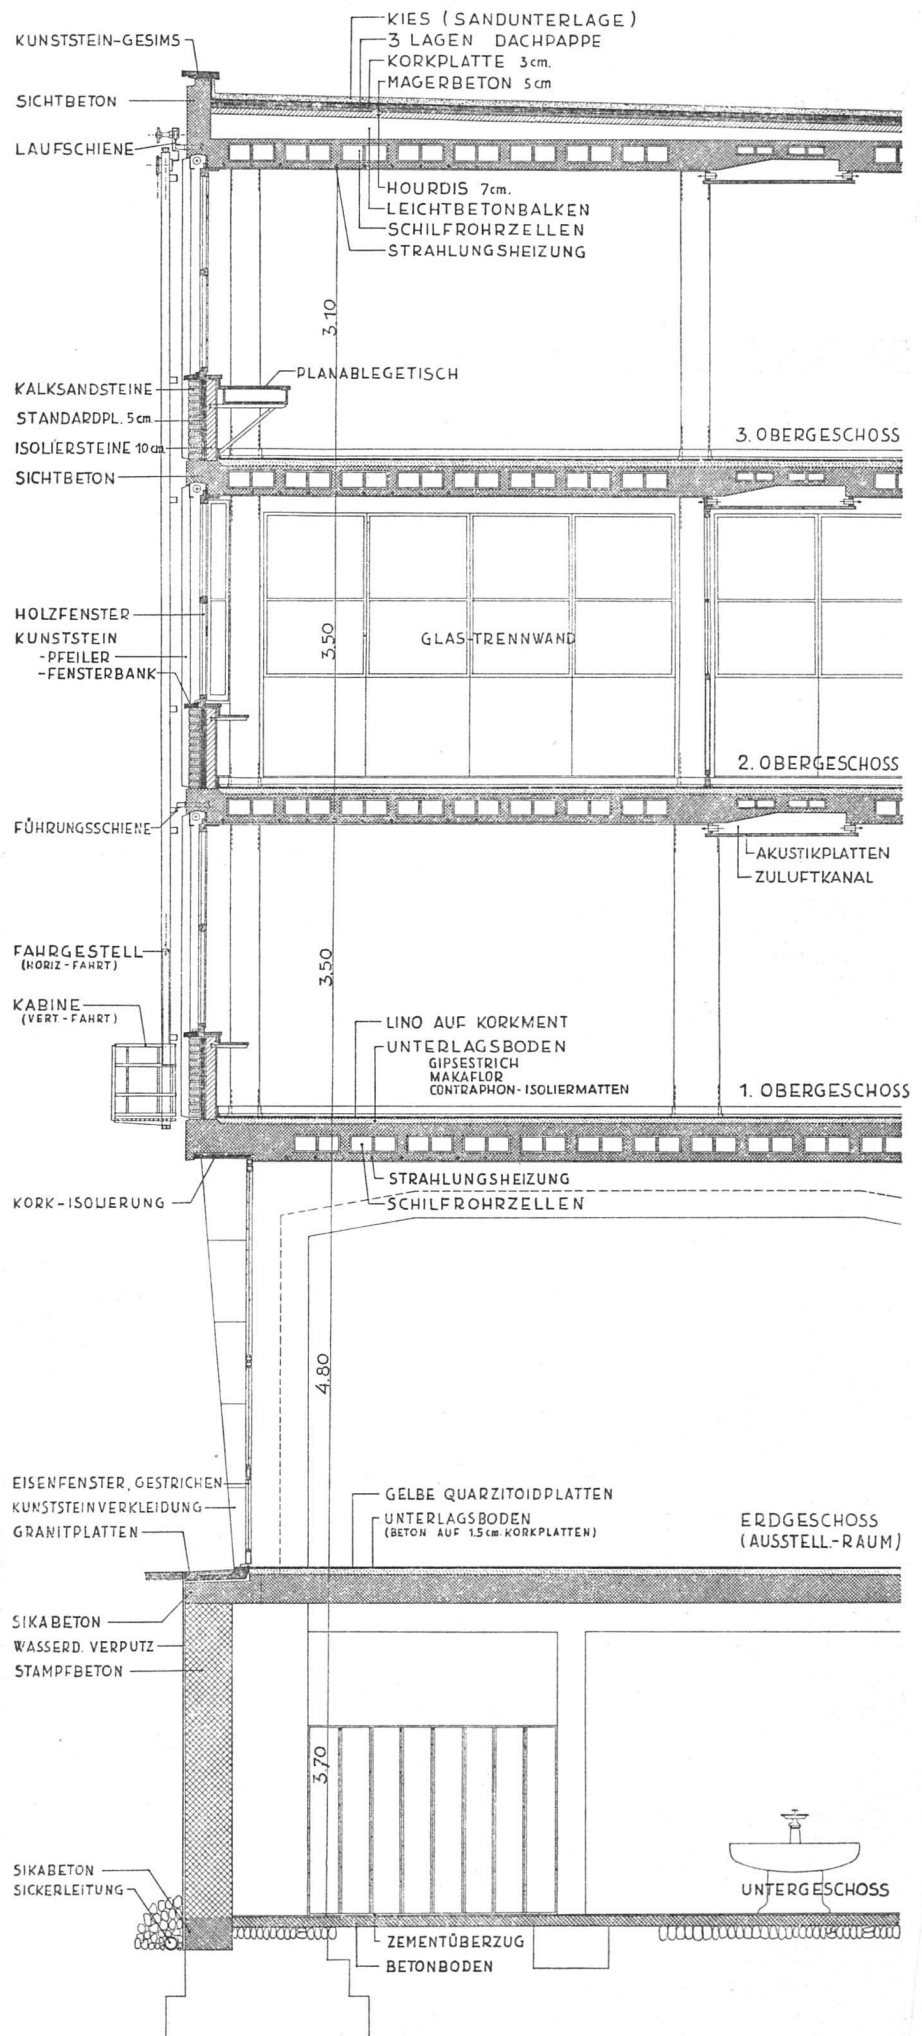 KIES (SANDUNTERLAGE)
3 LAGEN DACHPAPPE
KORKPLATTE 3cm.
MAGERBETON 5cm
KUNSTSTEIN-GESIMS
SICHTBETON
LAUFSCHIENE
HOURDIS 7cm.
LEICHTBETONBALKEN
SCHILFROHRZELLEN
STRAHLUNGSHEIZUNG
3.10
PLANABLEGETISCH
KALKSANDSTEINE
STANDARDPL. 5cm.
ISOLIERSTEINE 10cm.
SICHTBETON
3. OBERGESCHOSS
HOLZFENSTER
KUNSTSTEIN
-PFEILER
-FENSTERBANK
3.50
GLAS-TRENNWAND
2. OBERGESCHOSS
FÜHRUNGSSCHIENE
AKUSTIKPLATTEN
ZULUFTKANAL
FAHRGESTELL
(HORIZ-FAHRT)
KABINE
(VERT-FAHRT)
3.50
LINO AUF KORKMENT
UNTERLAGSBODEN
GIPSESTRICH
MAKAFLOR
CONTRAPHON-ISOLIERMATTEN
1. OBERGESCHOSS
STRAHLUNGSHEIZUNG
SCHILFROHRZELLEN
KORK-ISOLIERUNG
4.80
EISENFENSTER, GESTRICHEN
KUNSTSTEINVERKLEIDUNG
GRANITPLATTEN
GELBE QUARZITOIDPLATTEN
UNTERLAGSBODEN
(BETON AUF 1.5cm. KORKPLATTEN)
ERDGESCHOSS
(AUSSTELL.-RAUM)
SIKABETON
WASSERD. VERPUTZ
STAMPFBETON
3.70
SIKABETON
SICKERLEITUNG
UNTERGESCHOSS
ZEMENTÜBERZUG
BETONBODEN